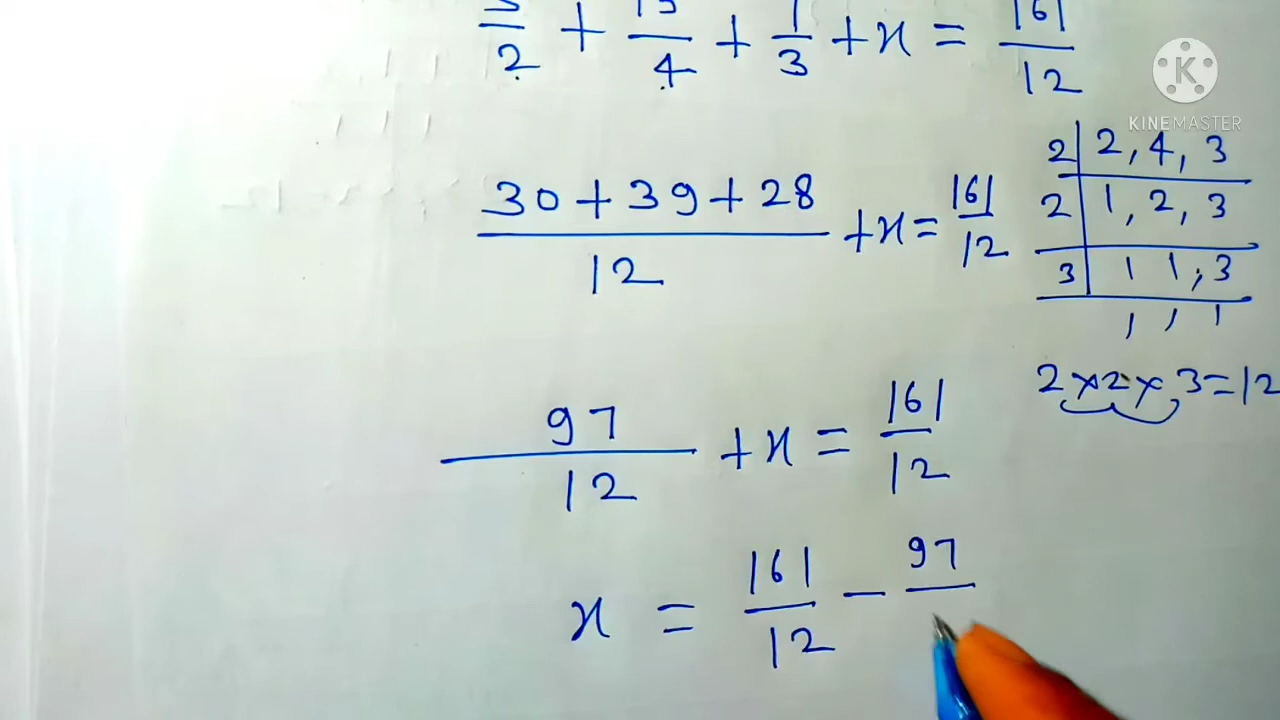 /2 + /4 + 1/3 + x = 161/12
(30+39+28)/12 + x = 161/12
97/12 + x = 161/12
x = 161/12 - 97
K
KINEMASTER
2 | 2, 4, 3
2 | 1, 2, 3
3 | 1 1, 3
1 1 1
2 × 2 × 3 = 12